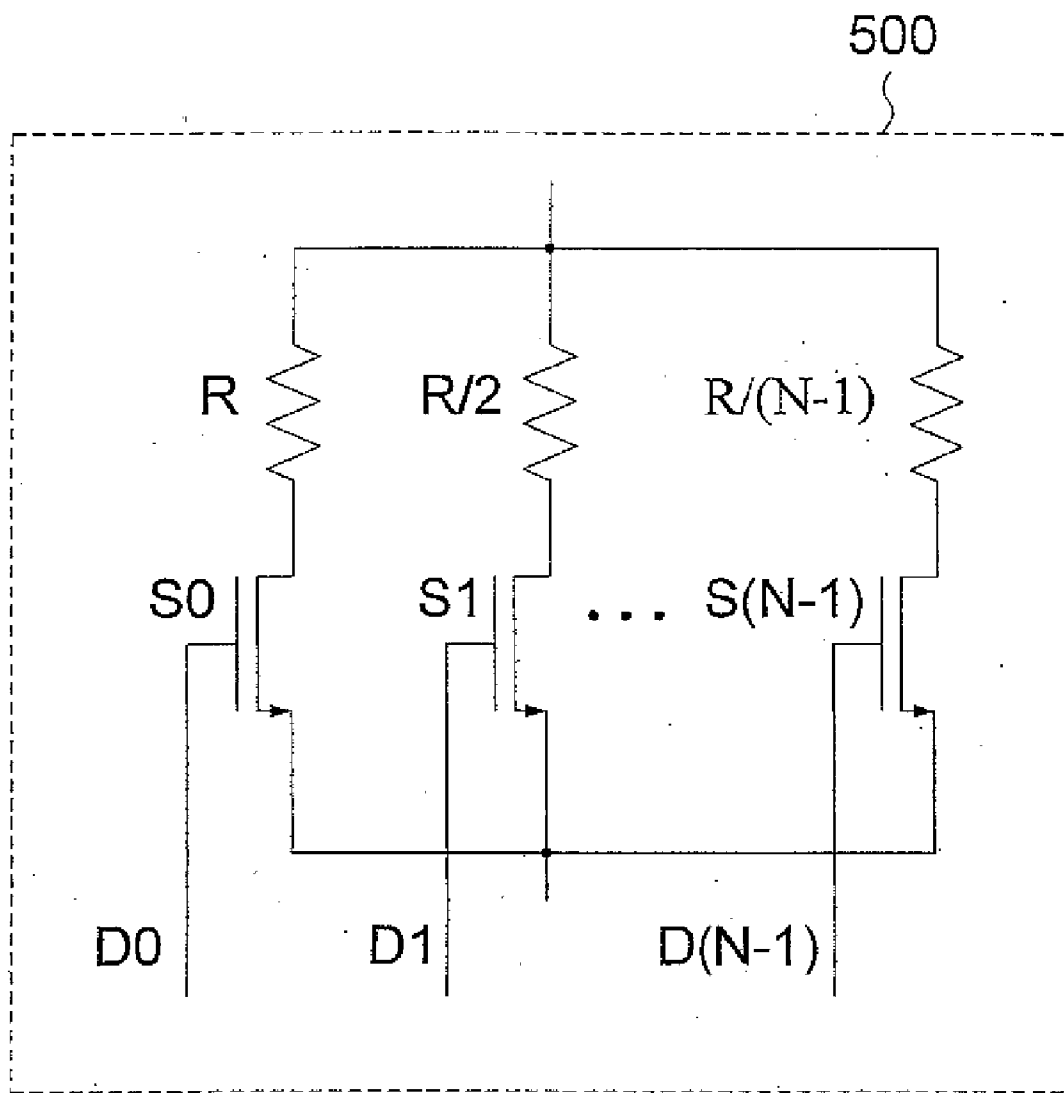 500
R
R/2
R/(N-1)
S0
S1
...
S(N-1)
D0
D1
D(N-1)